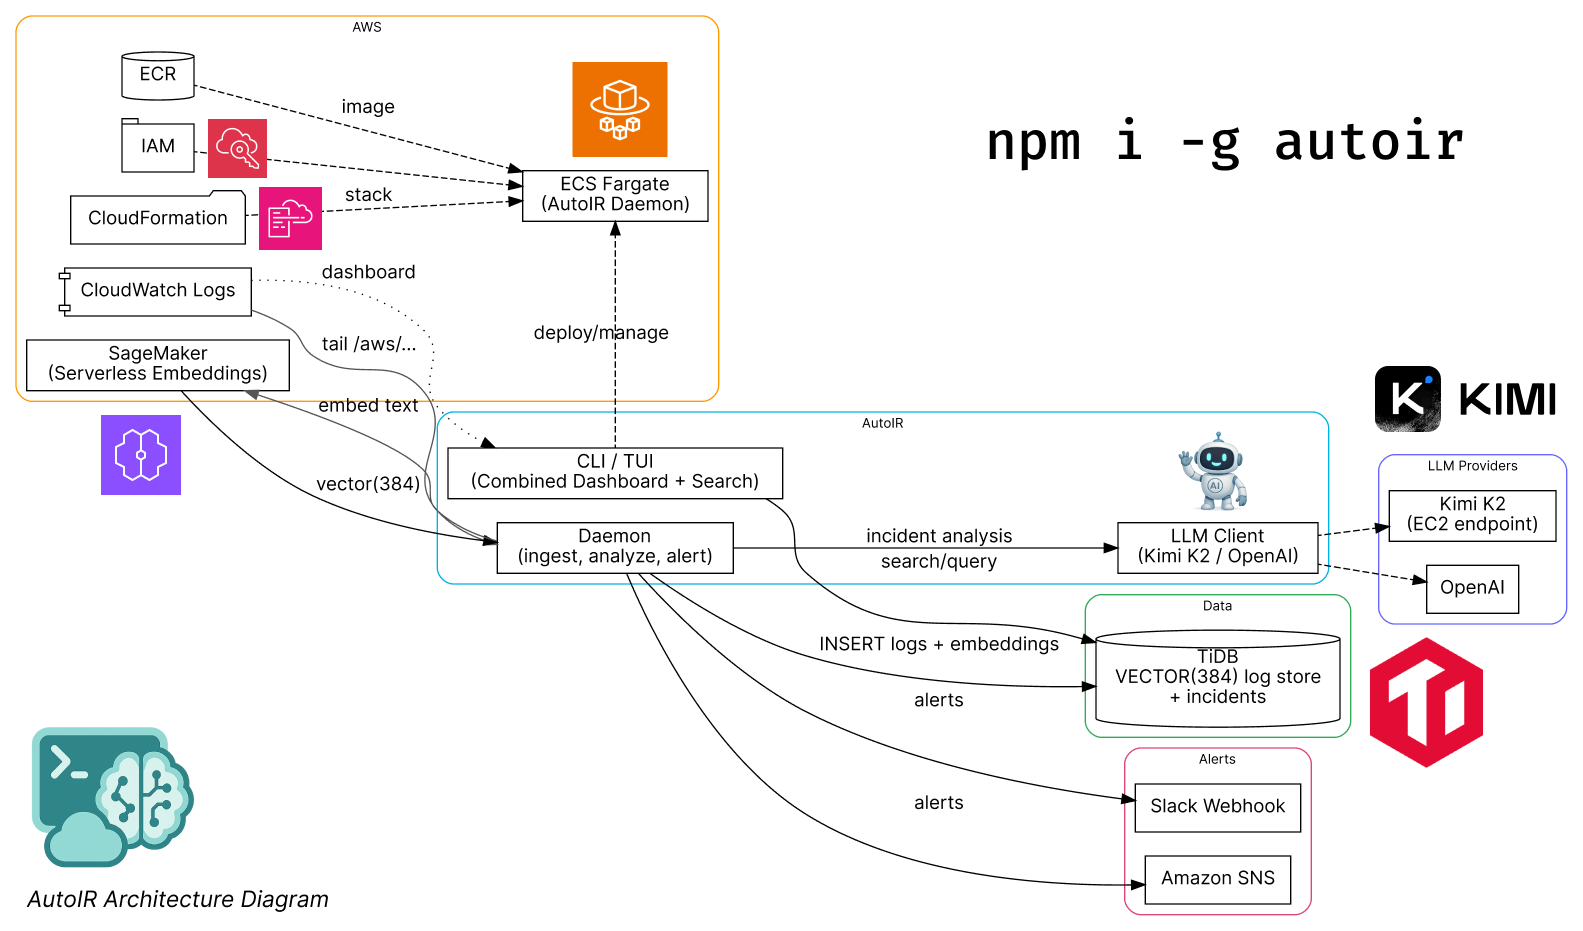 AWS
ECR
image
IAM
ECS Fargate
(AutoIR Daemon)
stack
CloudFormation
dashboard
CloudWatch Logs
deploy/manage
tail /aws/...
SageMaker
(Serverless Embeddings)
embed text
vector(384)
npm i -g autoir
AutoIR
CLI / TUI
(Combined Dashboard + Search)
Daemon
(ingest, analyze, alert)
incident analysis
search/query
AI
LLM Client
(Kimi K2 / OpenAI)
K KIMI
LLM Providers
Kimi K2
(EC2 endpoint)
OpenAI
Data
INSERT logs + embeddings
TiDB
VECTOR(384) log store
+ incidents
alerts
Alerts
Slack Webhook
alerts
Amazon SNS
AutoIR Architecture Diagram